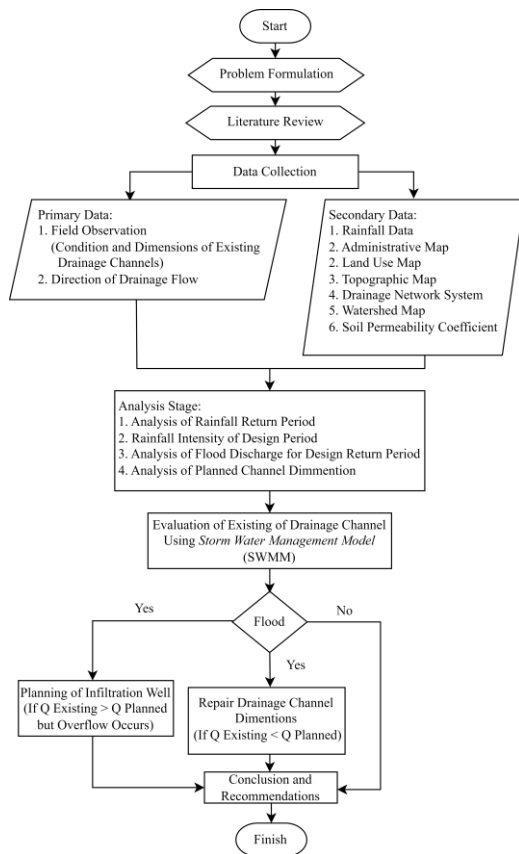 Start
Problem Formulation
Literature Review
Data Collection
Primary Data:
1. Field Observation
(Condition and Dimensions of Existing
Drainage Channels)
2. Direction of Drainage Flow
Secondary Data:
1. Rainfall Data
2. Administrative Map
2. Land Use Map
3. Topographic Map
4. Drainage Network System
5. Watershed Map
6. Soil Permeability Coefficient
Analysis Stage:
1. Analysis of Rainfall Return Period
2. Rainfall Intensity of Design Period
3. Analysis of Flood Discharge for Design Return Period
4. Analysis of Planned Channel Dimmention
Evaluation of Existing of Drainage Channel
Using Storm Water Management Model
(SWMM)
Flood
Yes
No
Yes
Planning of Infiltration Well
(If Q Existing > Q Planned
but Overflow Occurs)
Repair Drainage Channel
Dimentions
(If Q Existing < Q Planned)
Conclusion and
Recommendations
Finish